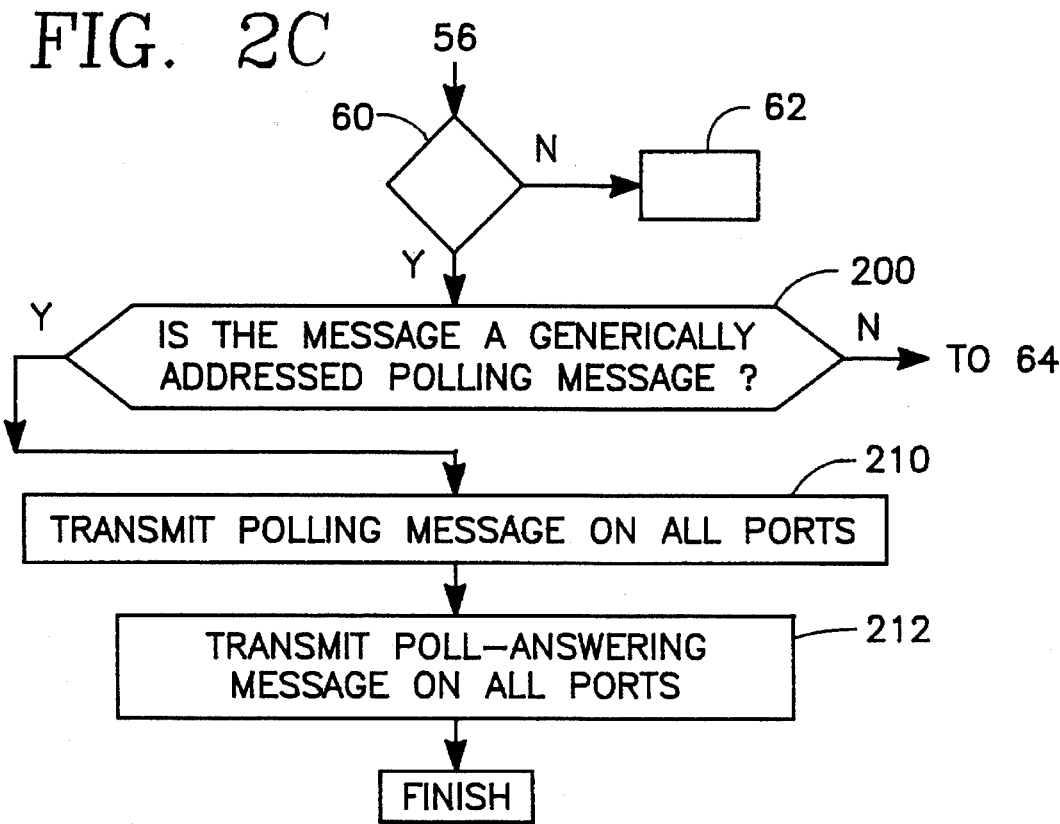 FIG. 2C
56
60
N
62
Y
200
Y
IS THE MESSAGE A GENERICALLY
ADDRESSED POLLING MESSAGE ?
N
TO 64
210
TRANSMIT POLLING MESSAGE ON ALL PORTS
212
TRANSMIT POLL–ANSWERING
MESSAGE ON ALL PORTS
FINISH